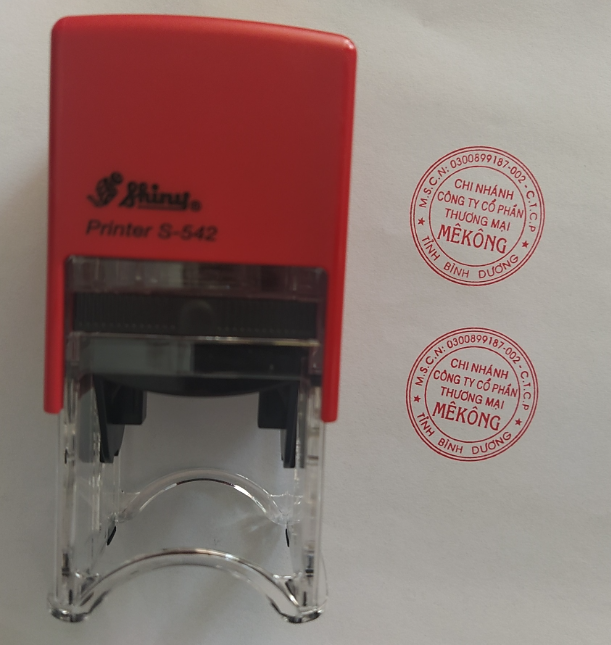 Shiny®
Printer S-542
M.S.C.N: 0300899187-002 - C.T.C.P
CHI NHÁNH
CÔNG TY CỔ PHẦN
THƯƠNG MẠI
MÊKÔNG
★ TỈNH BÌNH DƯƠNG ★
M.S.C.N: 0300899187-002 - C.T.C.P
CHI NHÁNH
CÔNG TY CỔ PHẦN
THƯƠNG MẠI
MÊKÔNG
★ TỈNH BÌNH DƯƠNG ★